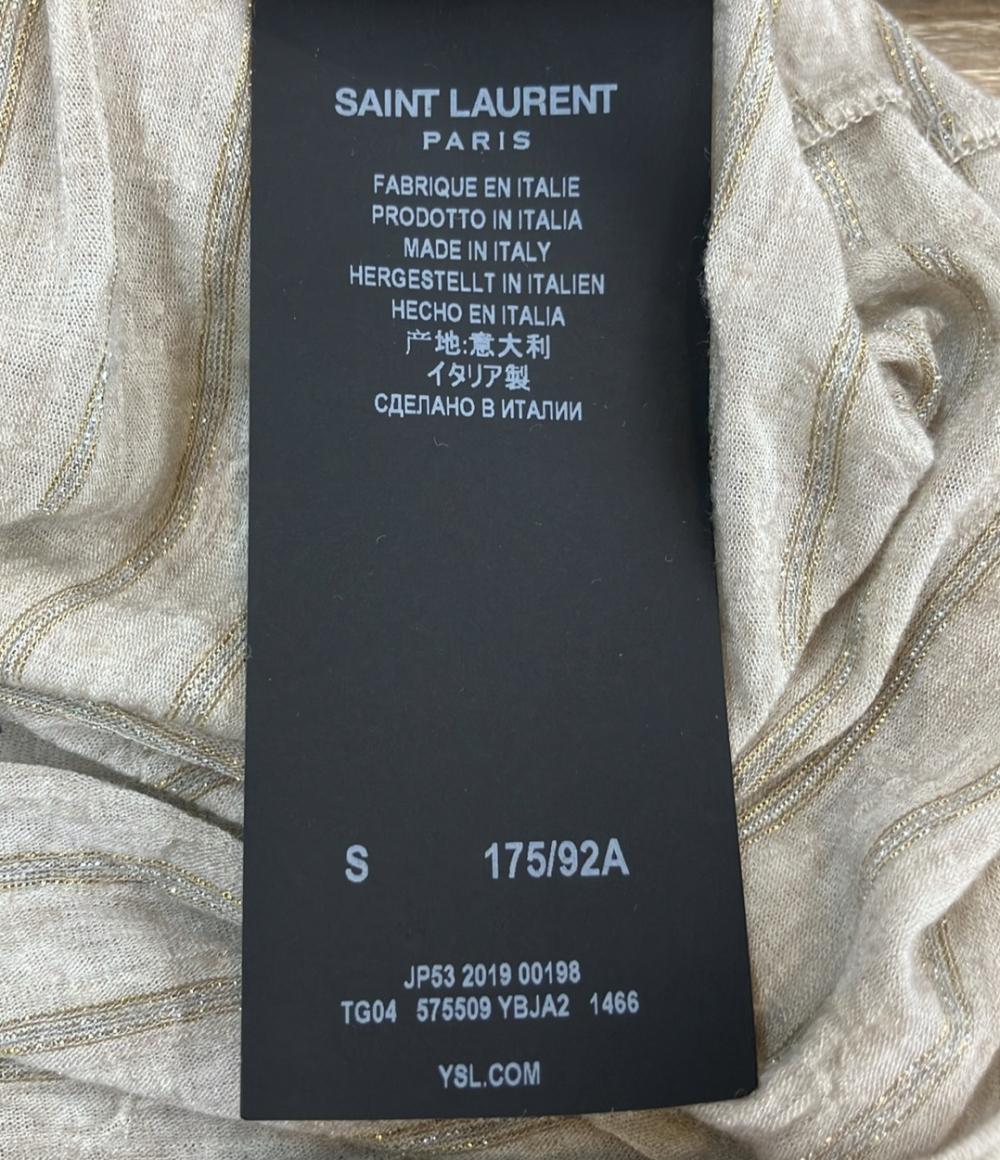 SAINT LAURENT
PARIS
FABRIQUE EN ITALIE
PRODOTTO IN ITALIA
MADE IN ITALY
HERGESTELLT IN ITALIEN
HECHO EN ITALIA
产地:意大利
イタリア製
СДЕЛАНО В ИТАЛИИ
S 175/92A
JP53 2019 00198
TG04 575509 YBJA2 1466
YSL.COM